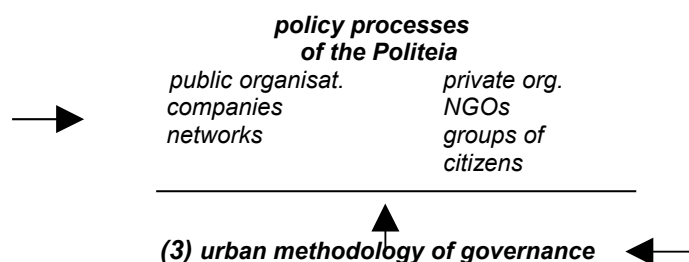 policy processes
of the Politeia
public organisat. private org.
companies NGOs
networks groups of
citizens
(3) urban methodology of governance